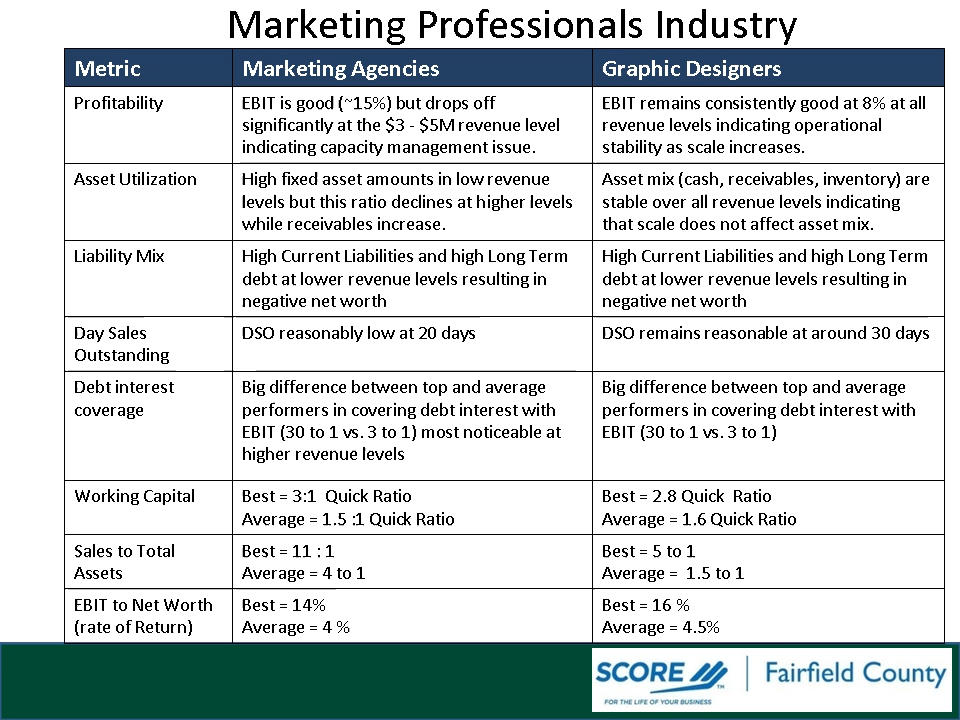 Marketing Professionals Industry
Metric
Marketing Agencies
Graphic Designers
Profitability
EBIT is good (~15%) but drops off
significantly at the $3 - $5M revenue level
indicating capacity management issue.
EBIT remains consistently good at 8% at all
revenue levels indicating operational
stability as scale increases.
Asset Utilization
High fixed asset amounts in low revenue
levels but this ratio declines at higher levels
while receivables increase.
Asset mix (cash, receivables, inventory) are
stable over all revenue levels indicating
that scale does not affect asset mix.
Liability Mix
High Current Liabilities and high Long Term
debt at lower revenue levels resulting in
negative net worth
High Current Liabilities and high Long Term
debt at lower revenue levels resulting in
negative net worth
Day Sales
Outstanding
DSO reasonably low at 20 days
DSO remains reasonable at around 30 days
Debt interest
coverage
Big difference between top and average
performers in covering debt interest with
EBIT (30 to 1 vs. 3 to 1) most noticeable at
higher revenue levels
Big difference between top and average
performers in covering debt interest with
EBIT (30 to 1 vs. 3 to 1)
Working Capital
Best = 3:1 Quick Ratio
Average = 1.5 :1 Quick Ratio
Best = 2.8 Quick Ratio
Average = 1.6 Quick Ratio
Sales to Total
Assets
Best = 11 : 1
Average = 4 to 1
Best = 5 to 1
Average = 1.5 to 1
EBIT to Net Worth
(rate of Return)
Best = 14%
Average = 4 %
Best = 16 %
Average = 4.5%
SCORE TM
FOR THE LIFE OF YOUR BUSINESS
Fairfield County